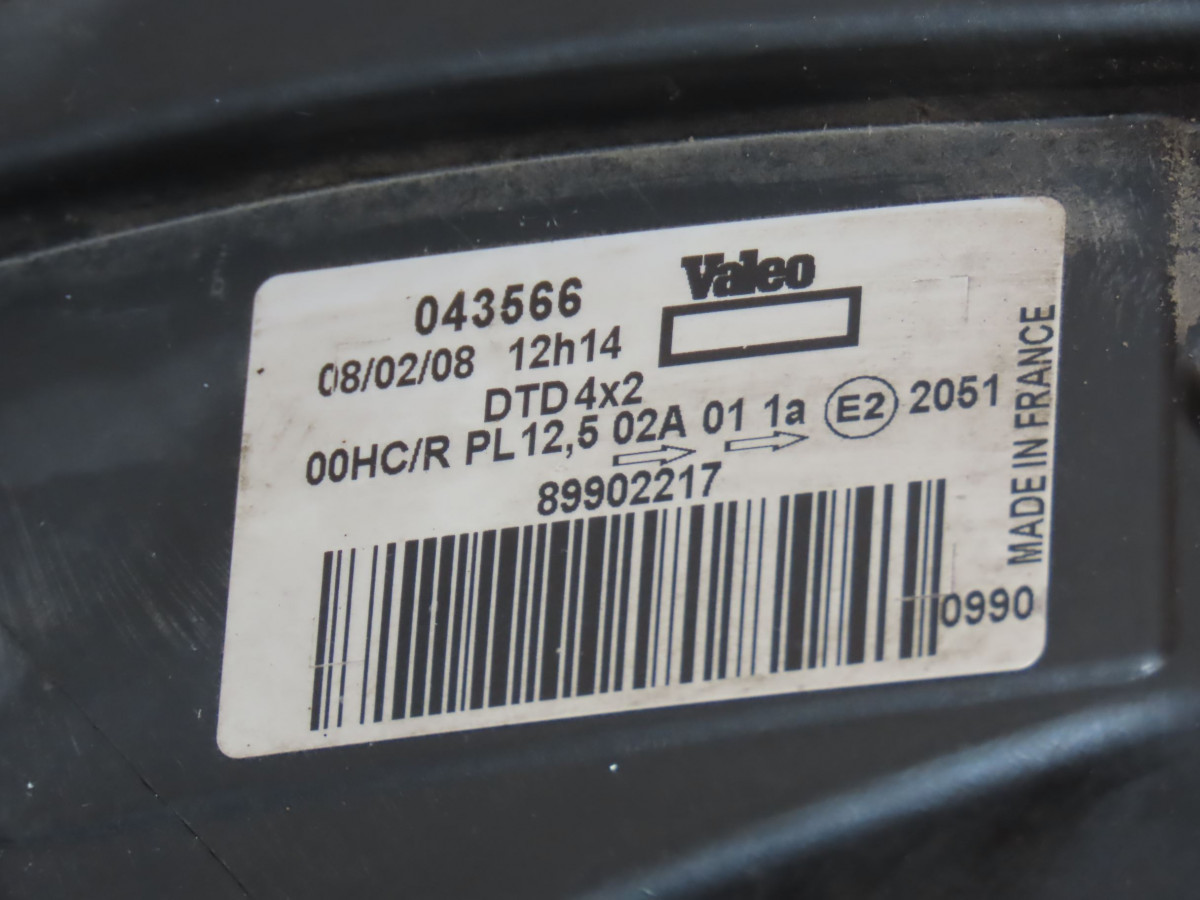 Valeo
043566
08/02/08 12h14
DTD 4x2
00HC/R PL 12,5 02A 01 1a E2 2051
89902217
0990
MADE IN FRANCE